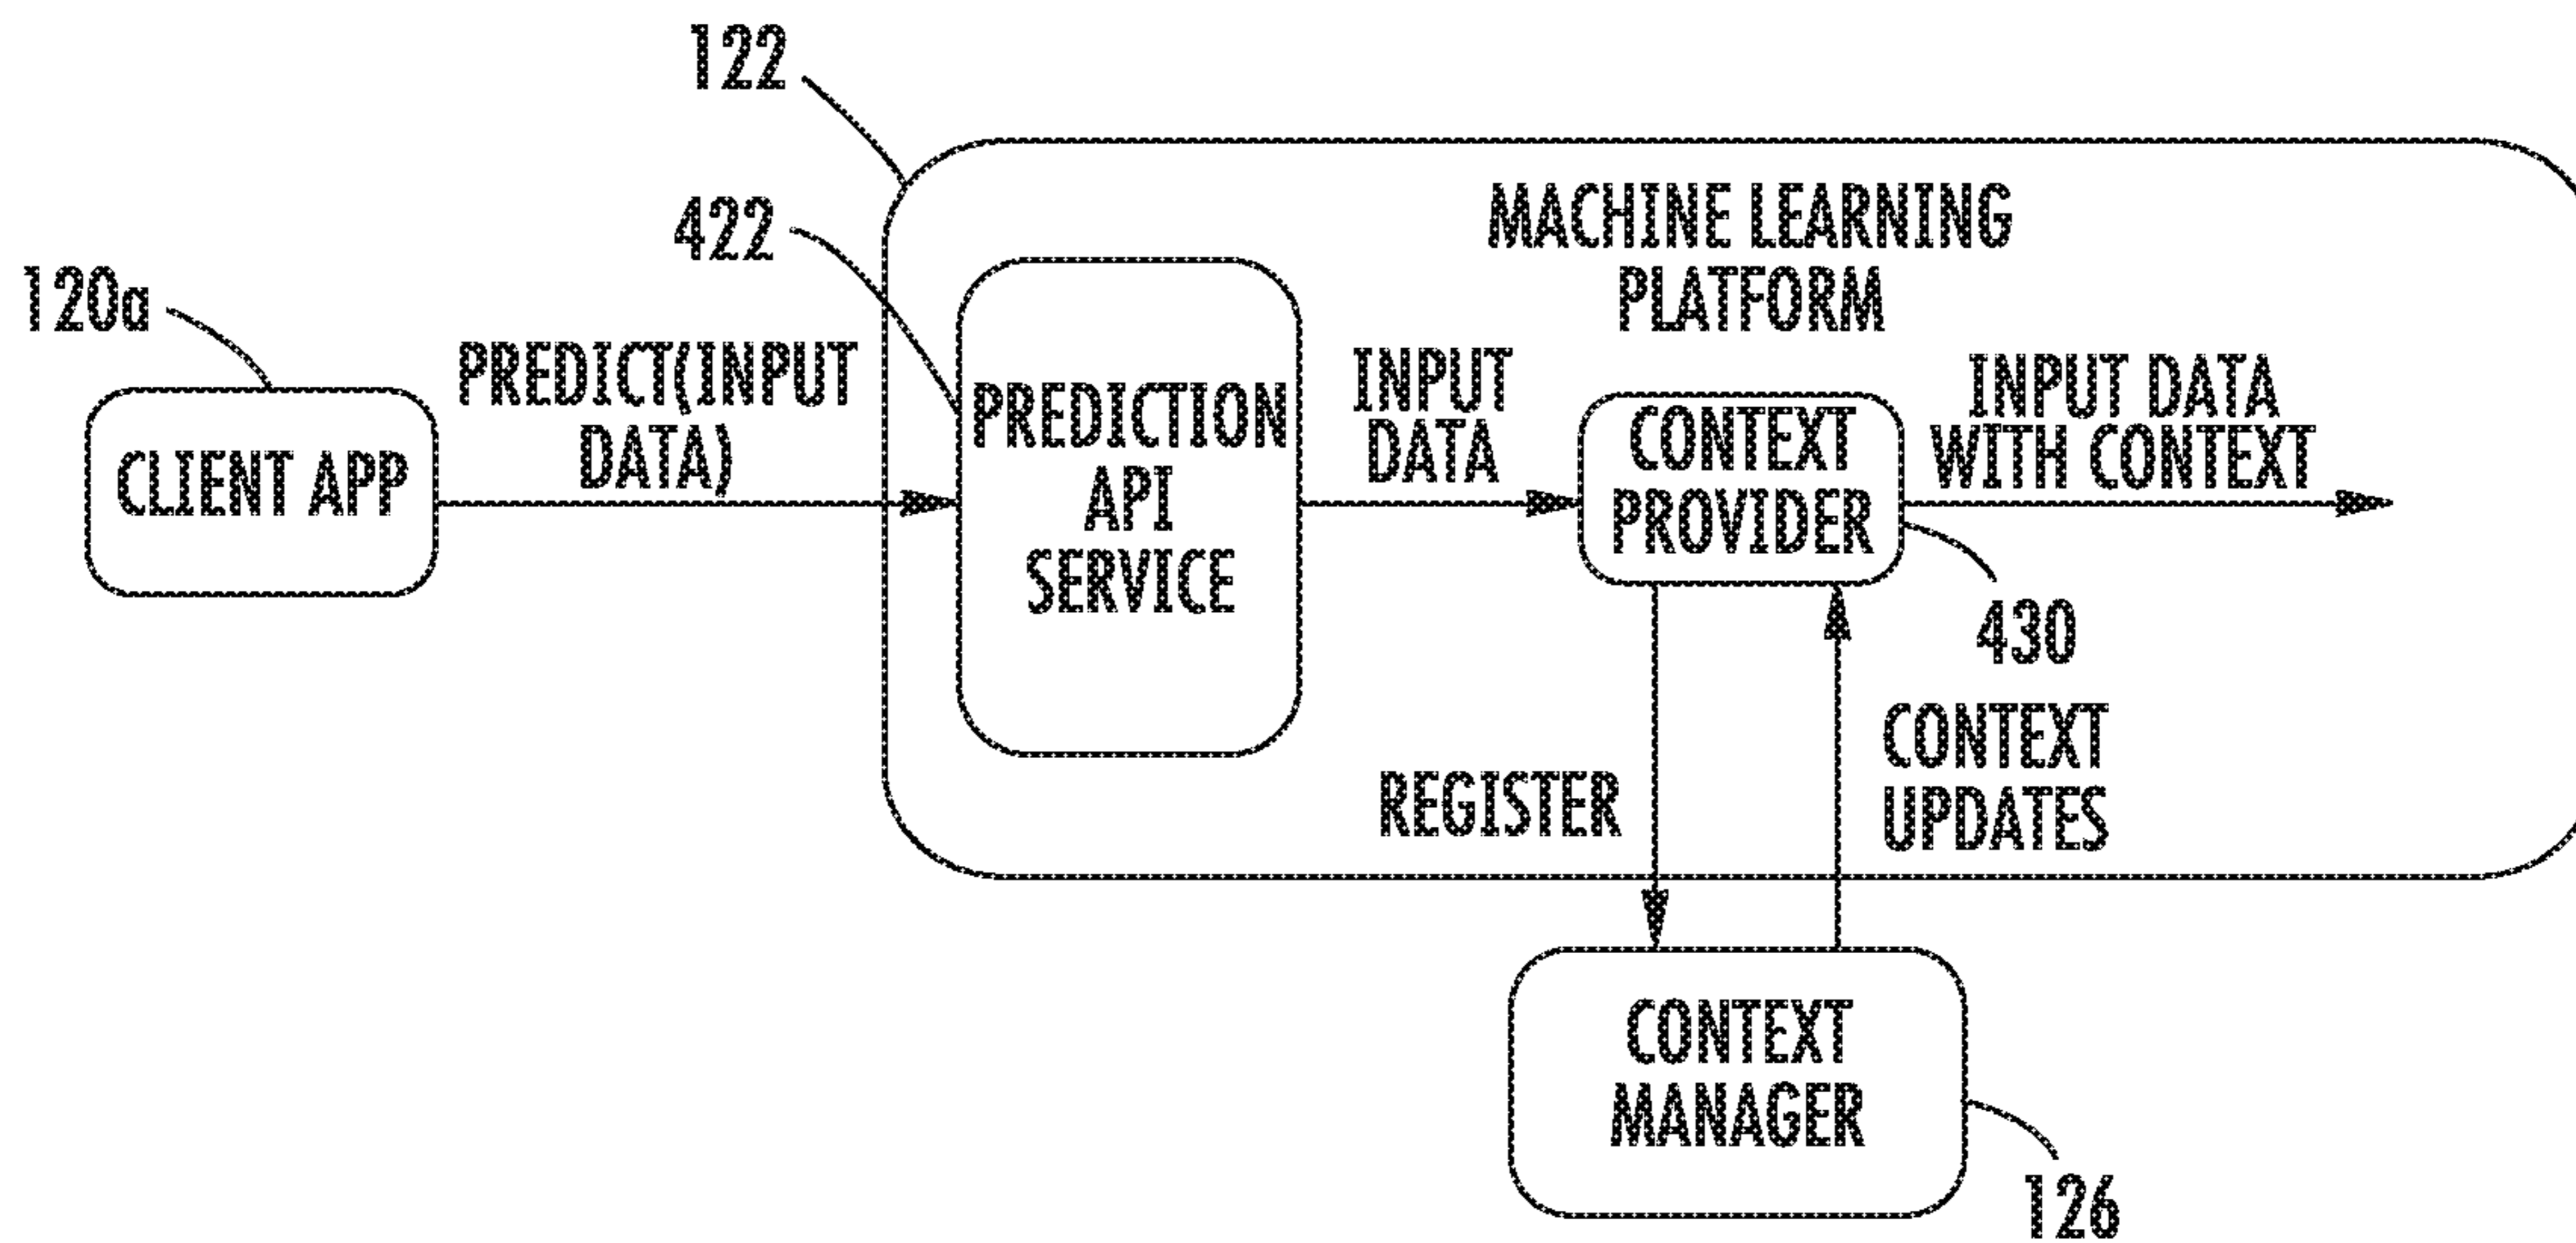 122
422
120a
MACHINE LEARNING
PLATFORM
PREDICT(INPUT
DATA)
CLIENT APP
PREDICTION
API
SERVICE
INPUT
DATA
CONTEXT
PROVIDER
INPUT DATA
WITH CONTEXT
430
REGISTER
CONTEXT
UPDATES
CONTEXT
MANAGER
126